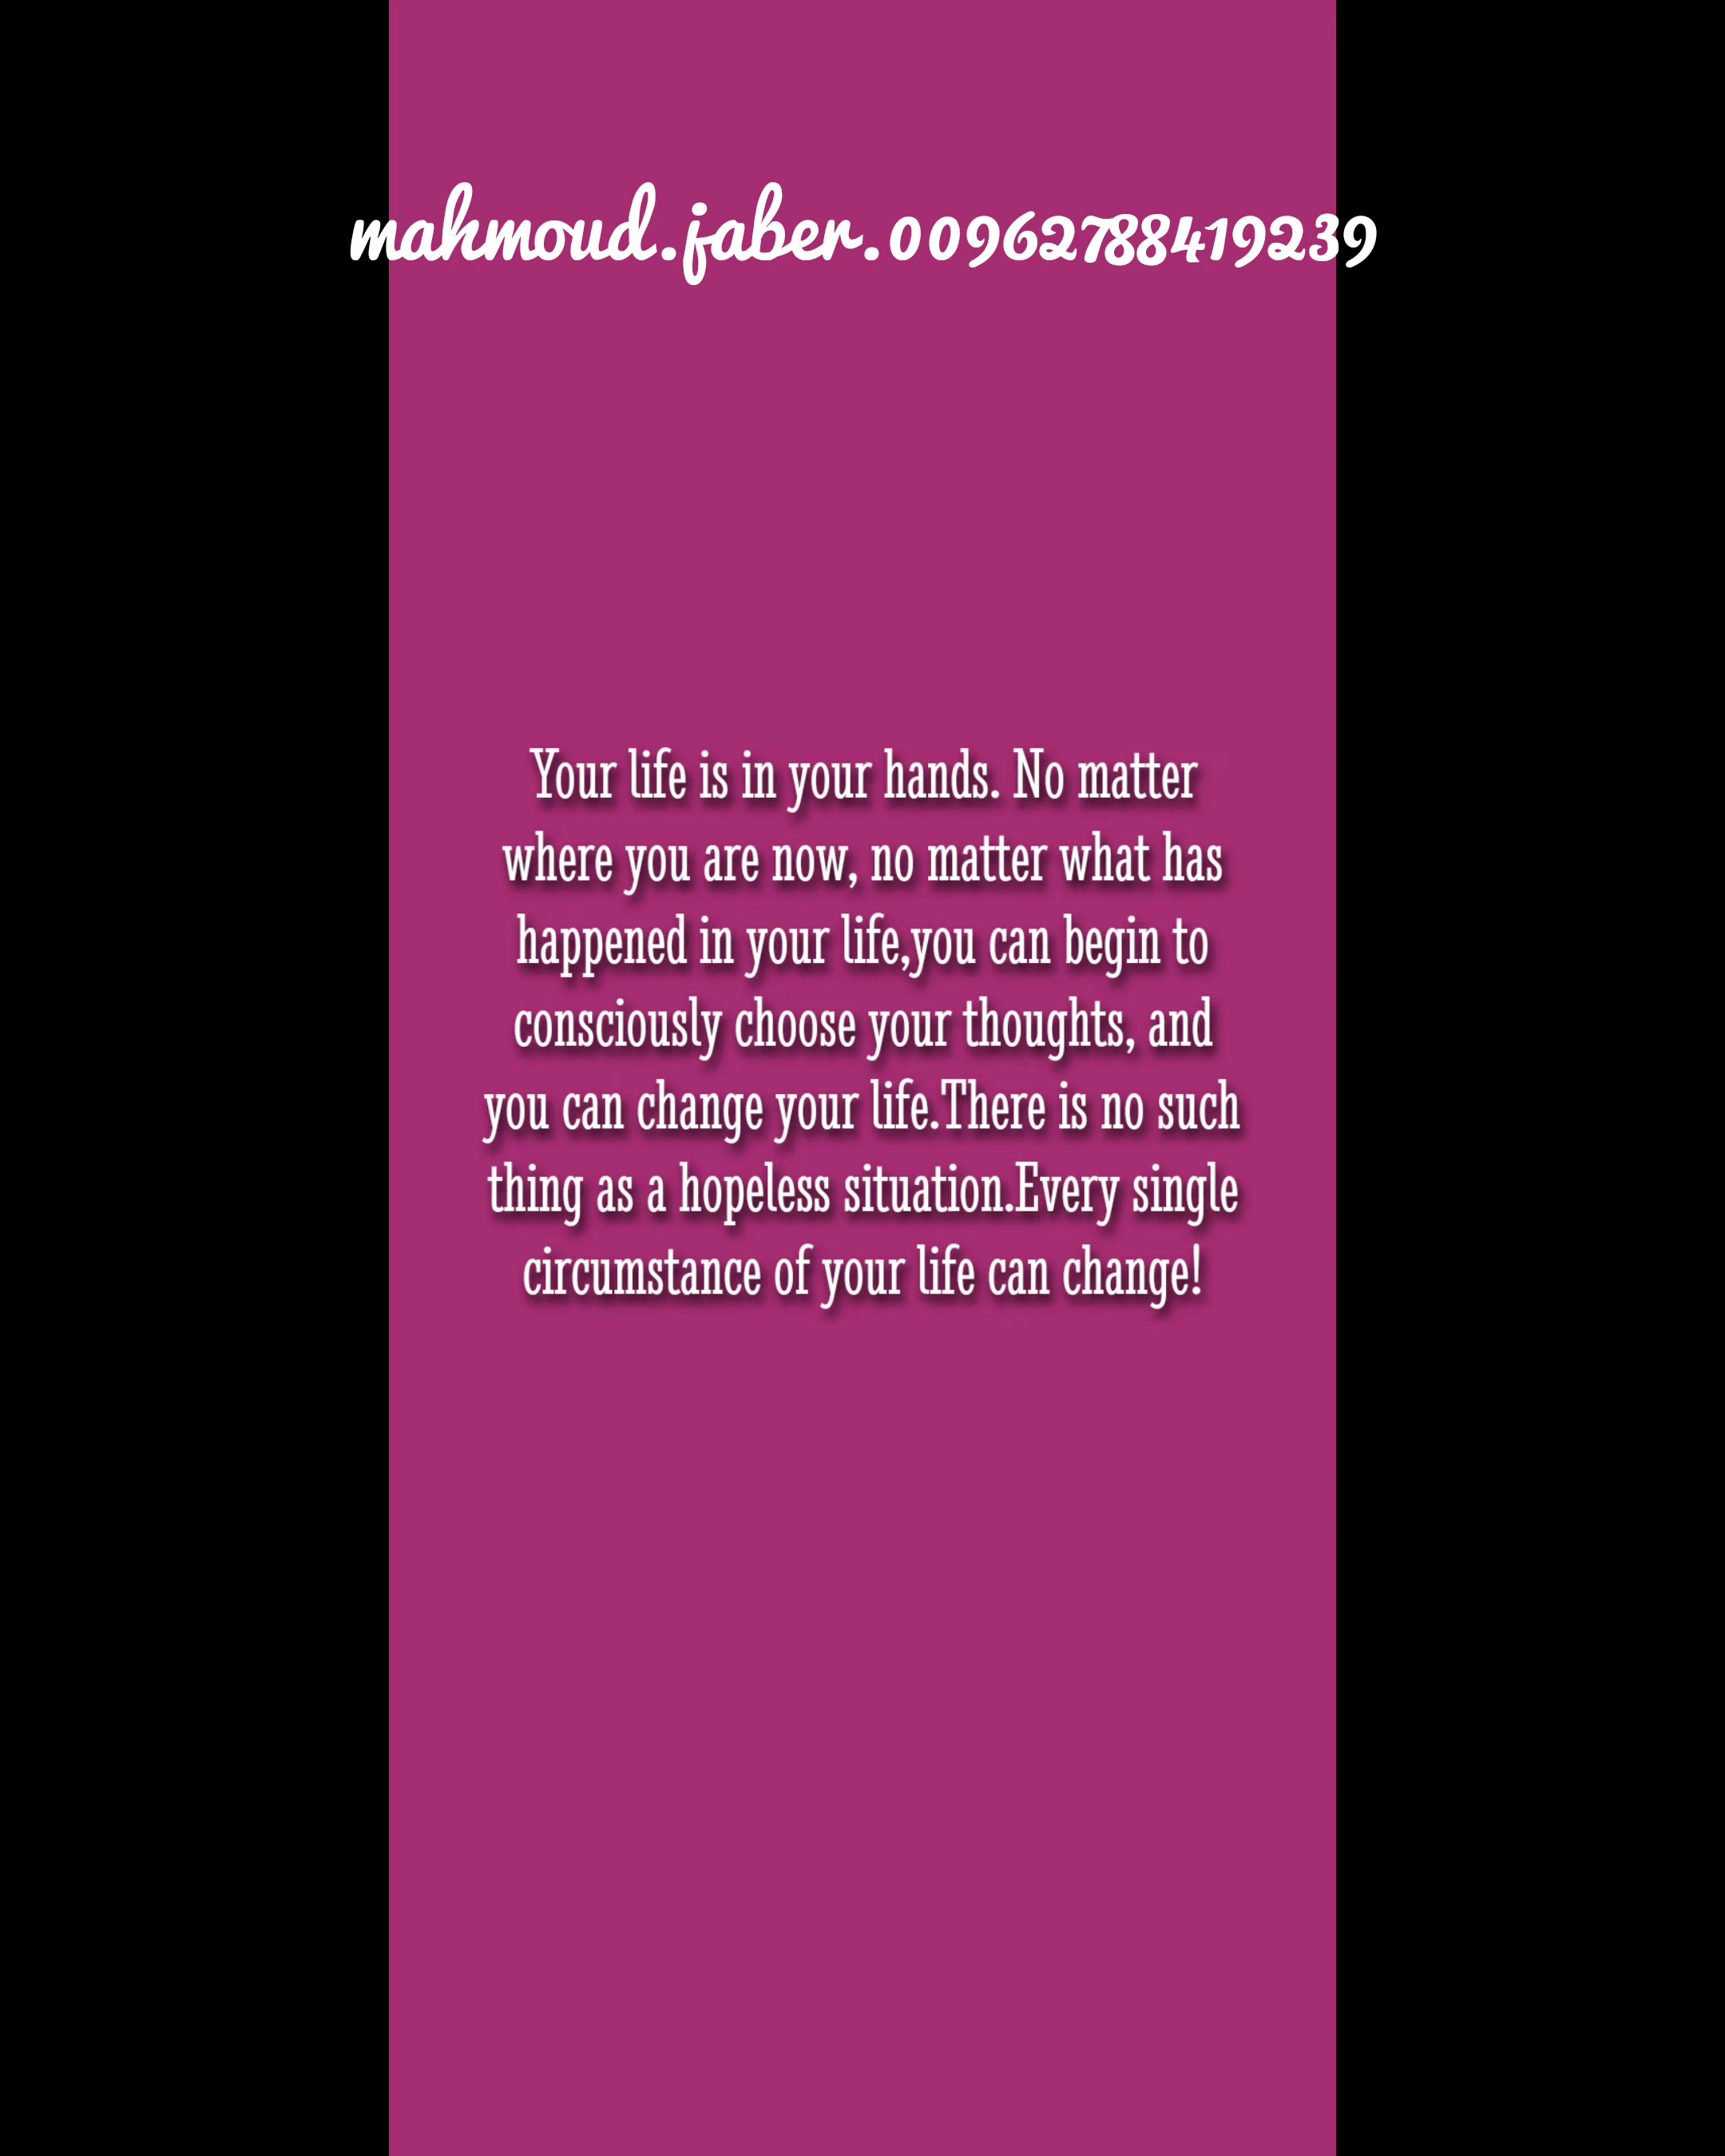 mahmoud.jaber.00962788419239
Your life is in your hands. No matter
where you are now, no matter what has
happened in your life,you can begin to
consciously choose your thoughts, and
you can change your life.There is no such
thing as a hopeless situation.Every single
circumstance of your life can change!